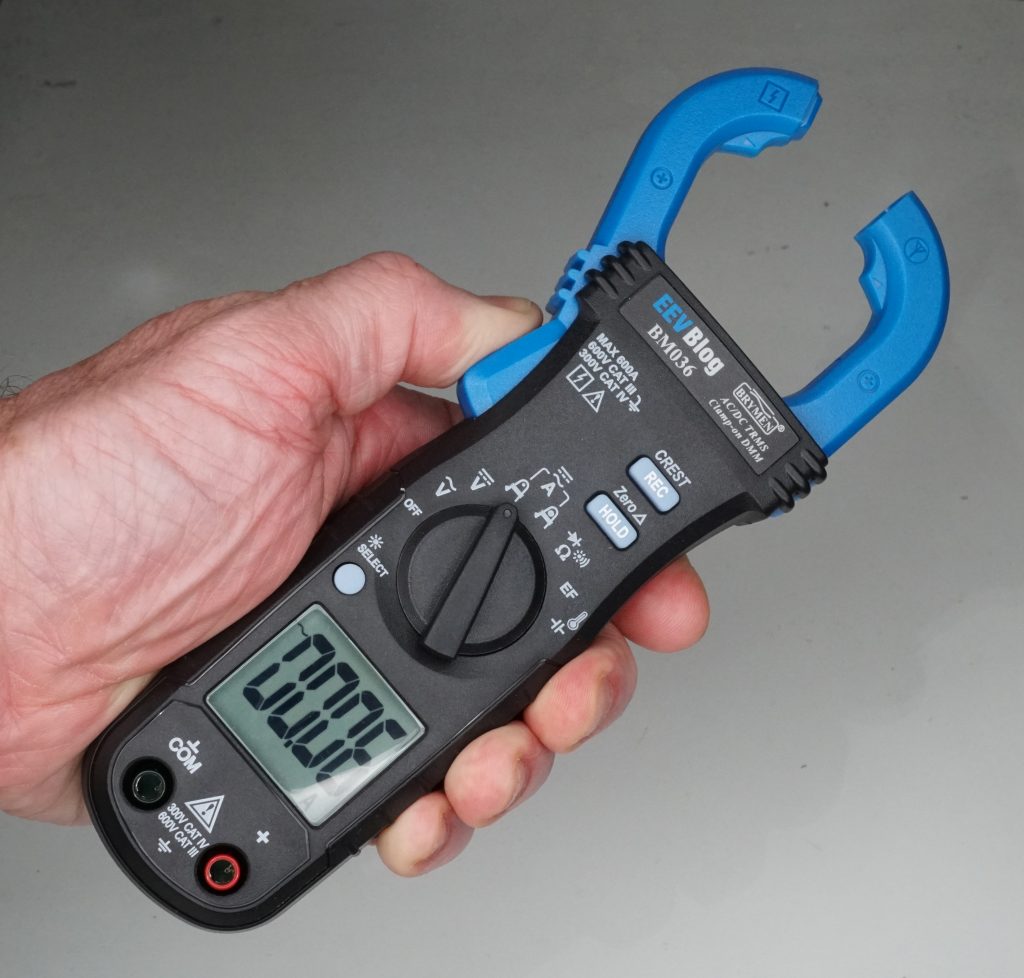 EEVBlog
BM036
BRYMEN®
AC/DC TRMS
Clamp-on DMM
MAX 600A
600V CAT III
300V CAT IV
CREST
REC
Zero Δ
HOLD
OFF
V
V
A
Ω
EF
SELECT
A
COM
300V CAT IV
600V CAT III
+